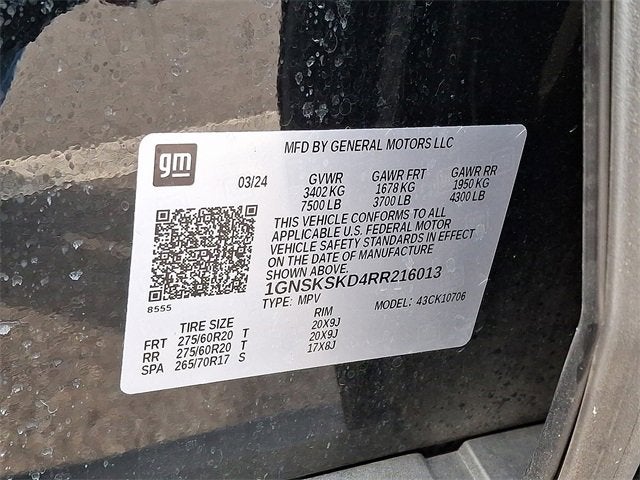 gm
MFD BY GENERAL MOTORS LLC
03/24 GVWR GAWR FRT GAWR RR
3402 KG 1678 KG 1950 KG
7500 LB 3700 LB 4300 LB
THIS VEHICLE CONFORMS TO ALL
APPLICABLE U.S. FEDERAL MOTOR
VEHICLE SAFETY STANDARDS IN EFFECT
ON THE DATE OF MANUFACTURE
SHOWN ABOVE.
1GNSKSKD4RR216013
8555
TYPE: MPV MODEL: 43CK10706
TIRE SIZE RIM
FRT 275/60R20 T 20X9J
RR 275/60R20 T 20X9J
SPA 265/70R17 S 17X8J